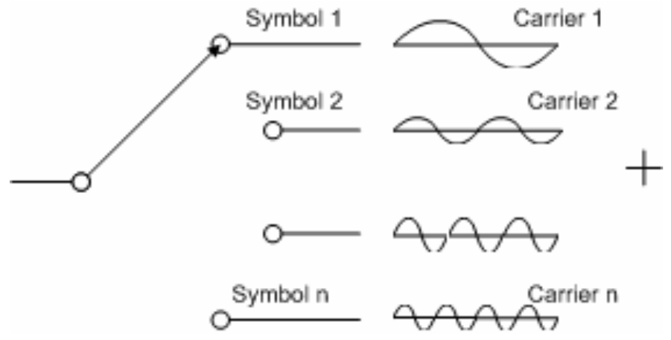 Symbol 1 Carrier 1
Symbol 2 Carrier 2
+
Symbol n Carrier n